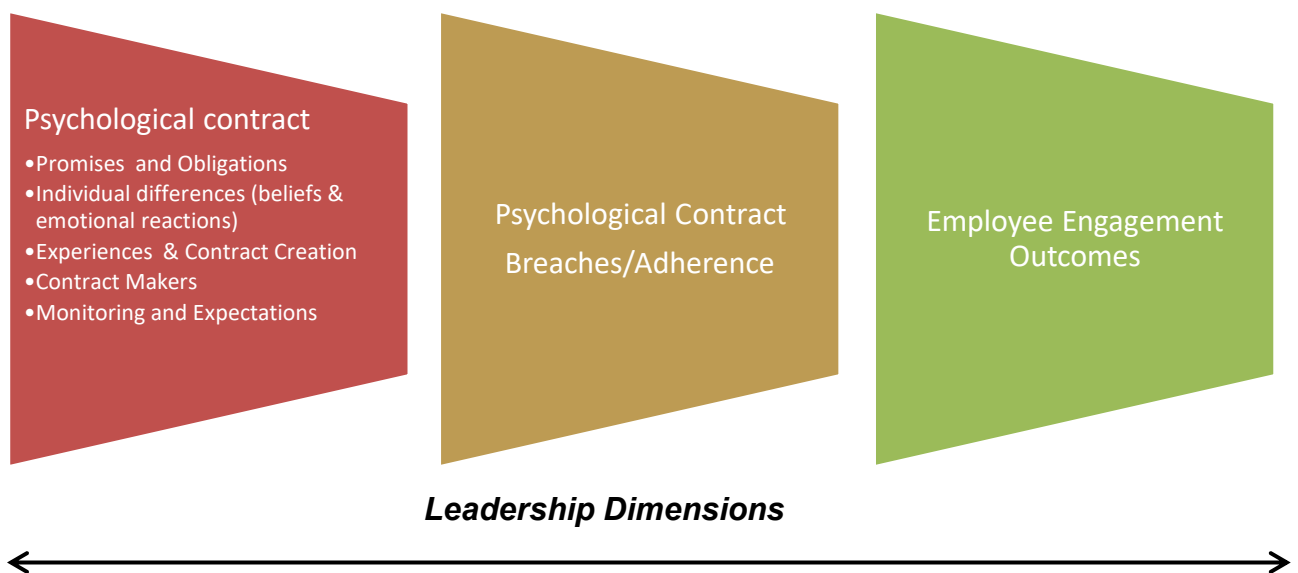 Psychological contract
•Promises and Obligations
•Individual differences (beliefs &
emotional reactions)
•Experiences & Contract Creation
•Contract Makers
•Monitoring and Expectations
Psychological Contract
Breaches/Adherence
Employee Engagement
Outcomes
Leadership Dimensions